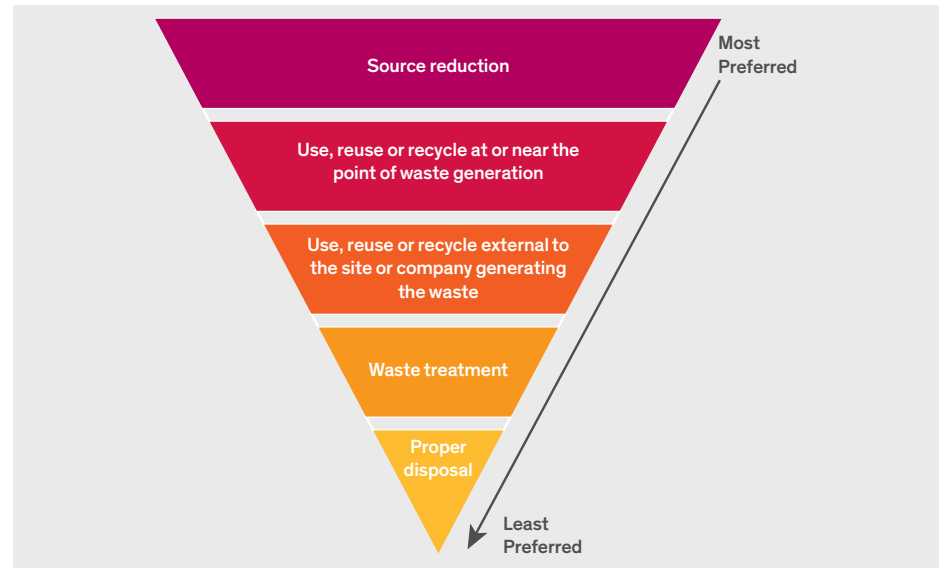 Source reduction
Most
Preferred
Use, reuse or recycle at or near the
point of waste generation
Use, reuse or recycle external to
the site or company generating
the waste
Waste treatment
Proper
disposal
Least
Preferred